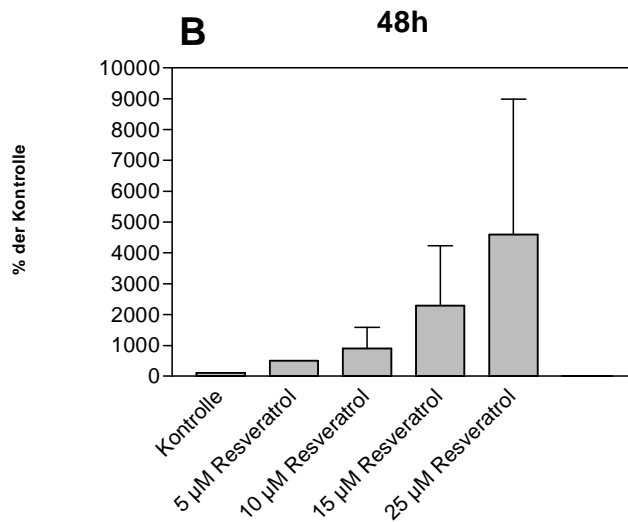 B
48h
% der Kontrolle
10000
9000
8000
7000
6000
5000
4000
3000
2000
1000
0
Kontrolle
5 µM Resveratrol
10 µM Resveratrol
15 µM Resveratrol
25 µM Resveratrol